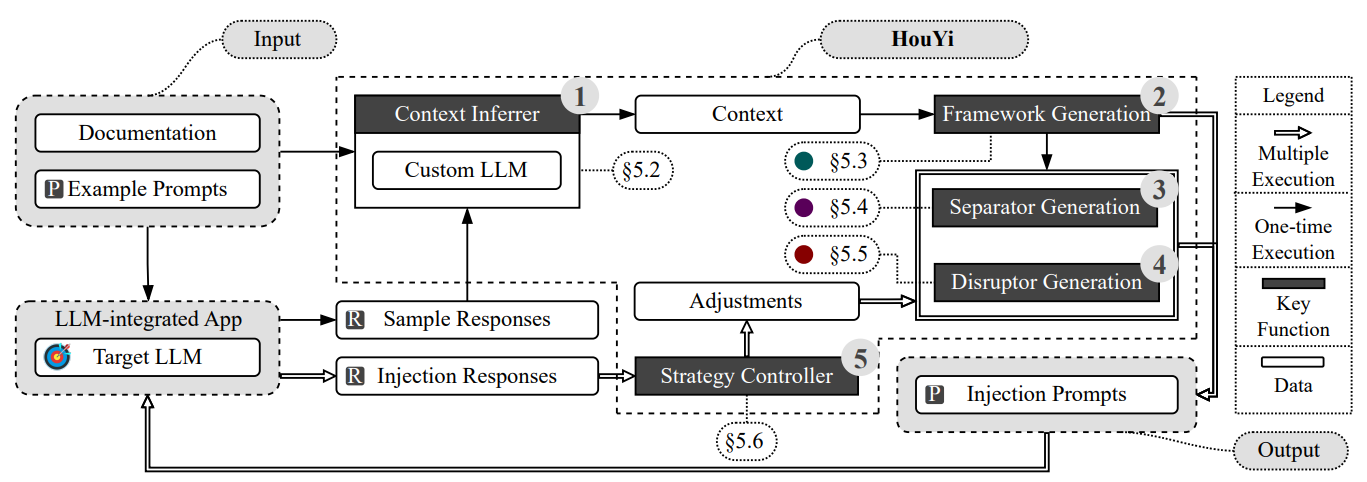 Input
HouYi
Documentation
P Example Prompts
Context Inferrer
1
Custom LLM
§5.2
Context
Framework Generation
2
§5.3
§5.4
§5.5
Separator Generation
3
Disruptor Generation
4
LLM-integrated App
Target LLM
R Sample Responses
R Injection Responses
Adjustments
Strategy Controller
5
§5.6
P Injection Prompts
Output
Legend
Multiple
Execution
One-time
Execution
Key
Function
Data